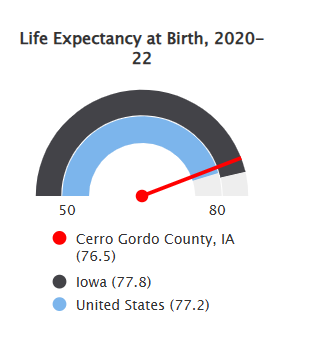 Life Expectancy at Birth, 2020–
22
50
80
Cerro Gordo County, IA
(76.5)
Iowa (77.8)
United States (77.2)